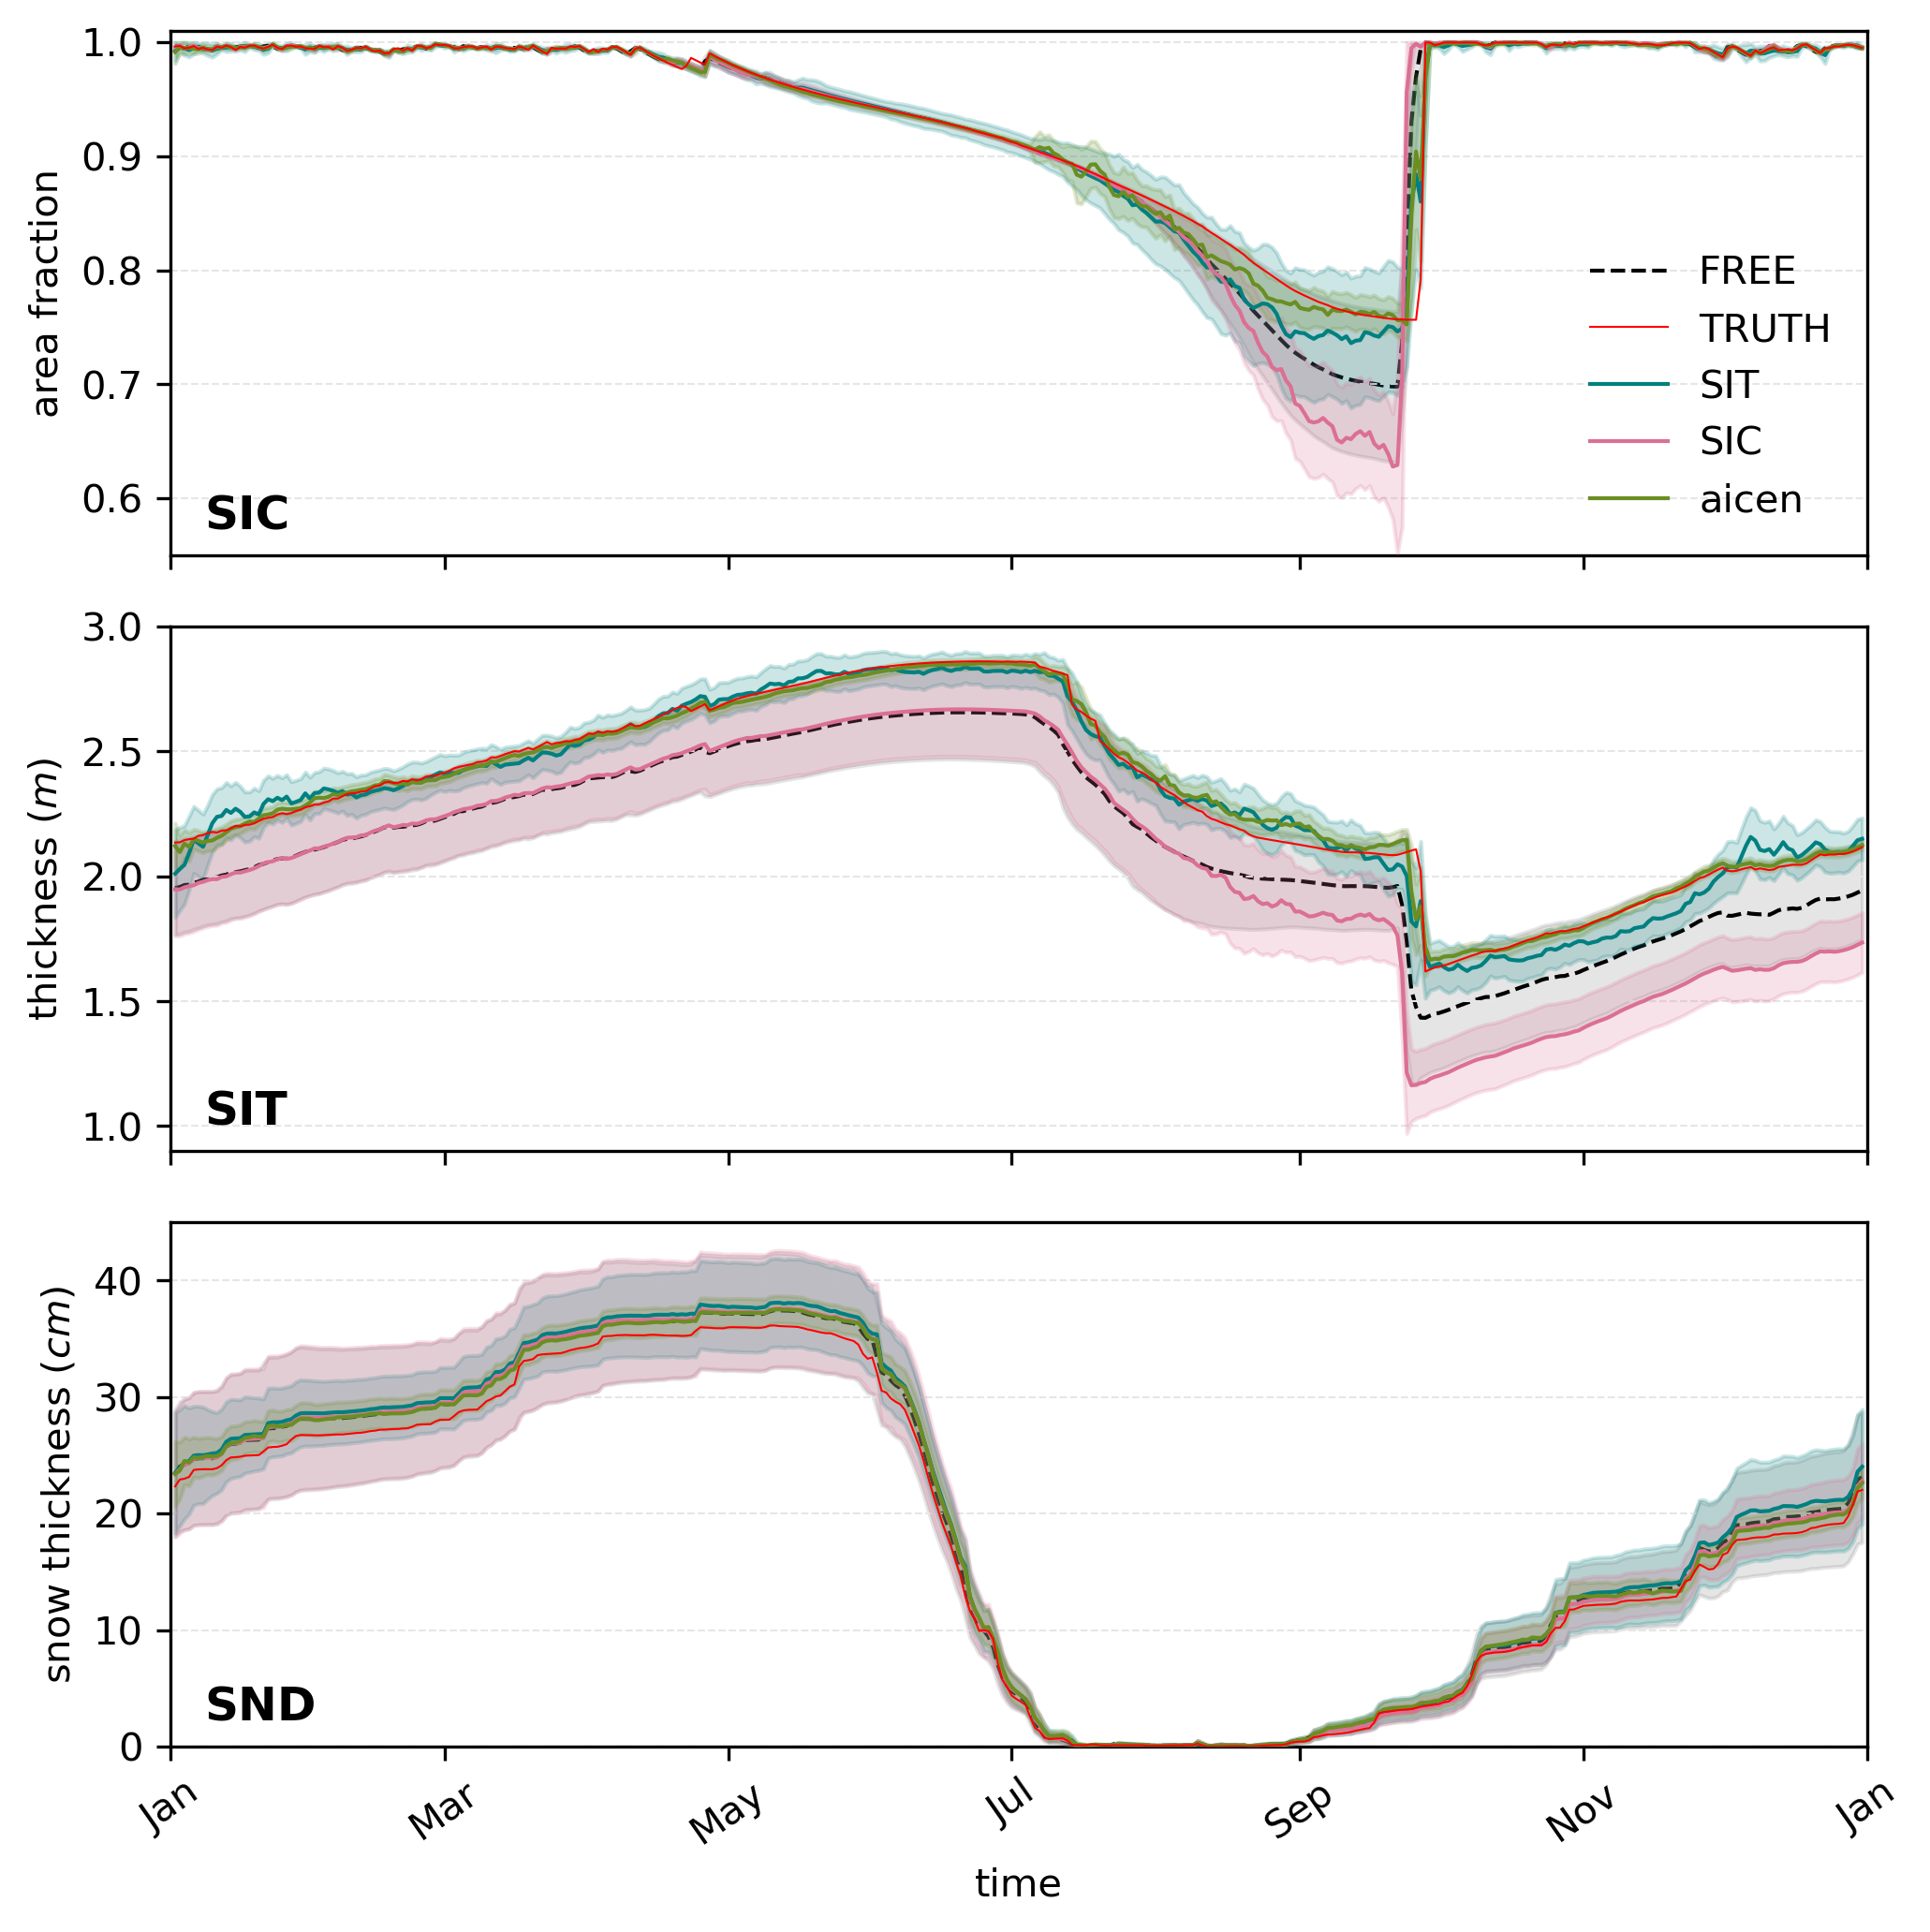 1.0
0.9
0.8
0.7
0.6
area fraction
SIC
FREE
TRUTH
SIT
SIC
aicen
3.0
2.5
2.0
1.5
1.0
thickness (m)
SIT
40
30
20
10
0
snow thickness (cm)
SND
Jan
Mar
May
Jul
Sep
Nov
Jan
time